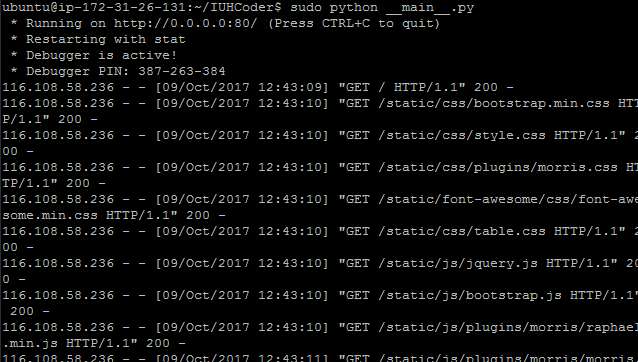 ubuntu@ip-172-31-26-131:~/IUHCoder$ sudo python __main__.py
 * Running on http://0.0.0.0:80/ (Press CTRL+C to quit)
 * Restarting with stat
 * Debugger is active!
 * Debugger PIN: 387-263-384
116.108.58.236 - - [09/Oct/2017 12:43:09] "GET / HTTP/1.1" 200 -
116.108.58.236 - - [09/Oct/2017 12:43:10] "GET /static/css/bootstrap.min.css HT
P/1.1" 200 -
116.108.58.236 - - [09/Oct/2017 12:43:10] "GET /static/css/style.css HTTP/1.1" 2
00 -
116.108.58.236 - - [09/Oct/2017 12:43:10] "GET /static/css/plugins/morris.css H
TP/1.1" 200 -
116.108.58.236 - - [09/Oct/2017 12:43:10] "GET /static/font-awesome/css/font-awe
some.min.css HTTP/1.1" 200 -
116.108.58.236 - - [09/Oct/2017 12:43:10] "GET /static/css/table.css HTTP/1.1" 2
00 -
116.108.58.236 - - [09/Oct/2017 12:43:10] "GET /static/js/jquery.js HTTP/1.1" 20
0 -
116.108.58.236 - - [09/Oct/2017 12:43:10] "GET /static/js/bootstrap.js HTTP/1.1"
 200 -
116.108.58.236 - - [09/Oct/2017 12:43:10] "GET /static/js/plugins/morris/raphael
.min.js HTTP/1.1" 200 -
116.108.58.236 - - [09/Oct/2017 12:43:11] "GET /static/js/plugins/morris/morris